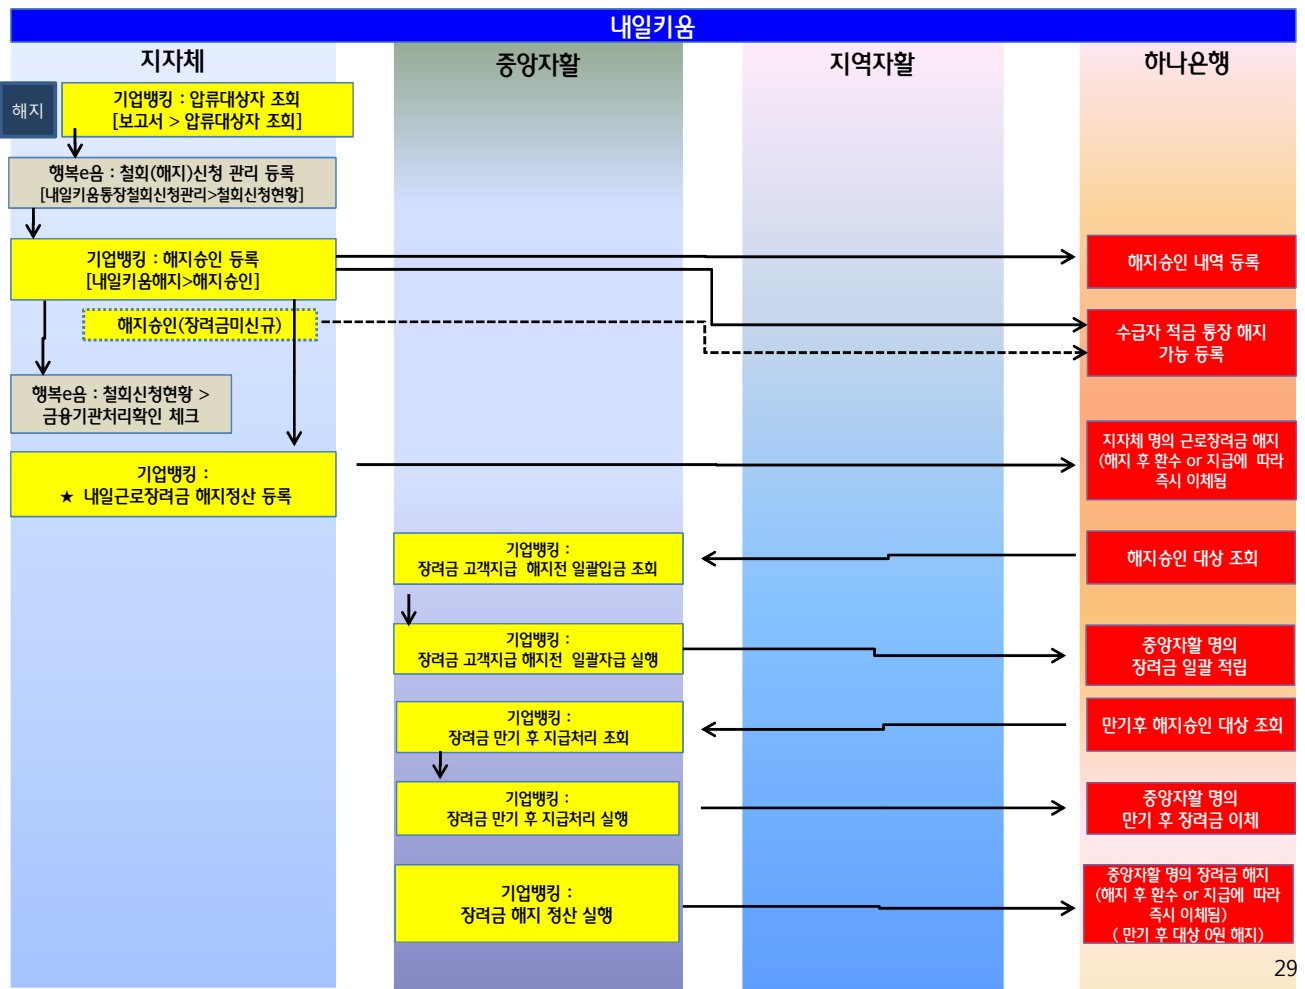 내일키움
지자체
중앙자활
지역자활
하나은행
해지
기업뱅킹 : 압류대상자 조회
[보고서 > 압류대상자 조회]
행복e음 : 철회(해지)신청 관리 등록
[내일키움통장철회신청관리>철회신청현황]
기업뱅킹 : 해지승인 등록
[내일키움해지>해지승인]
해지승인 내역 등록
해지승인(장려금미신규)
수급자 적금 통장 해지
가능 등록
행복e음 : 철회신청현황 >
금융기관처리확인 체크
기업뱅킹 :
★ 내일근로장려금 해지정산 등록
지자체 명의 근로장려금 해지
(해지 후 환수 or 지급에 따라
즉시 이체됨
기업뱅킹 :
장려금 고객지급 해지전 일괄입금 조회
해지승인 대상 조회
기업뱅킹 :
장려금 고객지급 해지전 일괄자급 실행
중앙자활 명의
장려금 일괄 적립
기업뱅킹 :
장려금 만기 후 지급처리 조회
만기후 해지승인 대상 조회
기업뱅킹 :
장려금 만기 후 지급처리 실행
중앙자활 명의
만기 후 장려금 이체
기업뱅킹 :
장려금 해지 정산 실행
중앙자활 명의 장려금 해지
(해지 후 환수 or 지급에 따라
즉시 이체됨)
( 만기 후 대상 0원 해지)
29